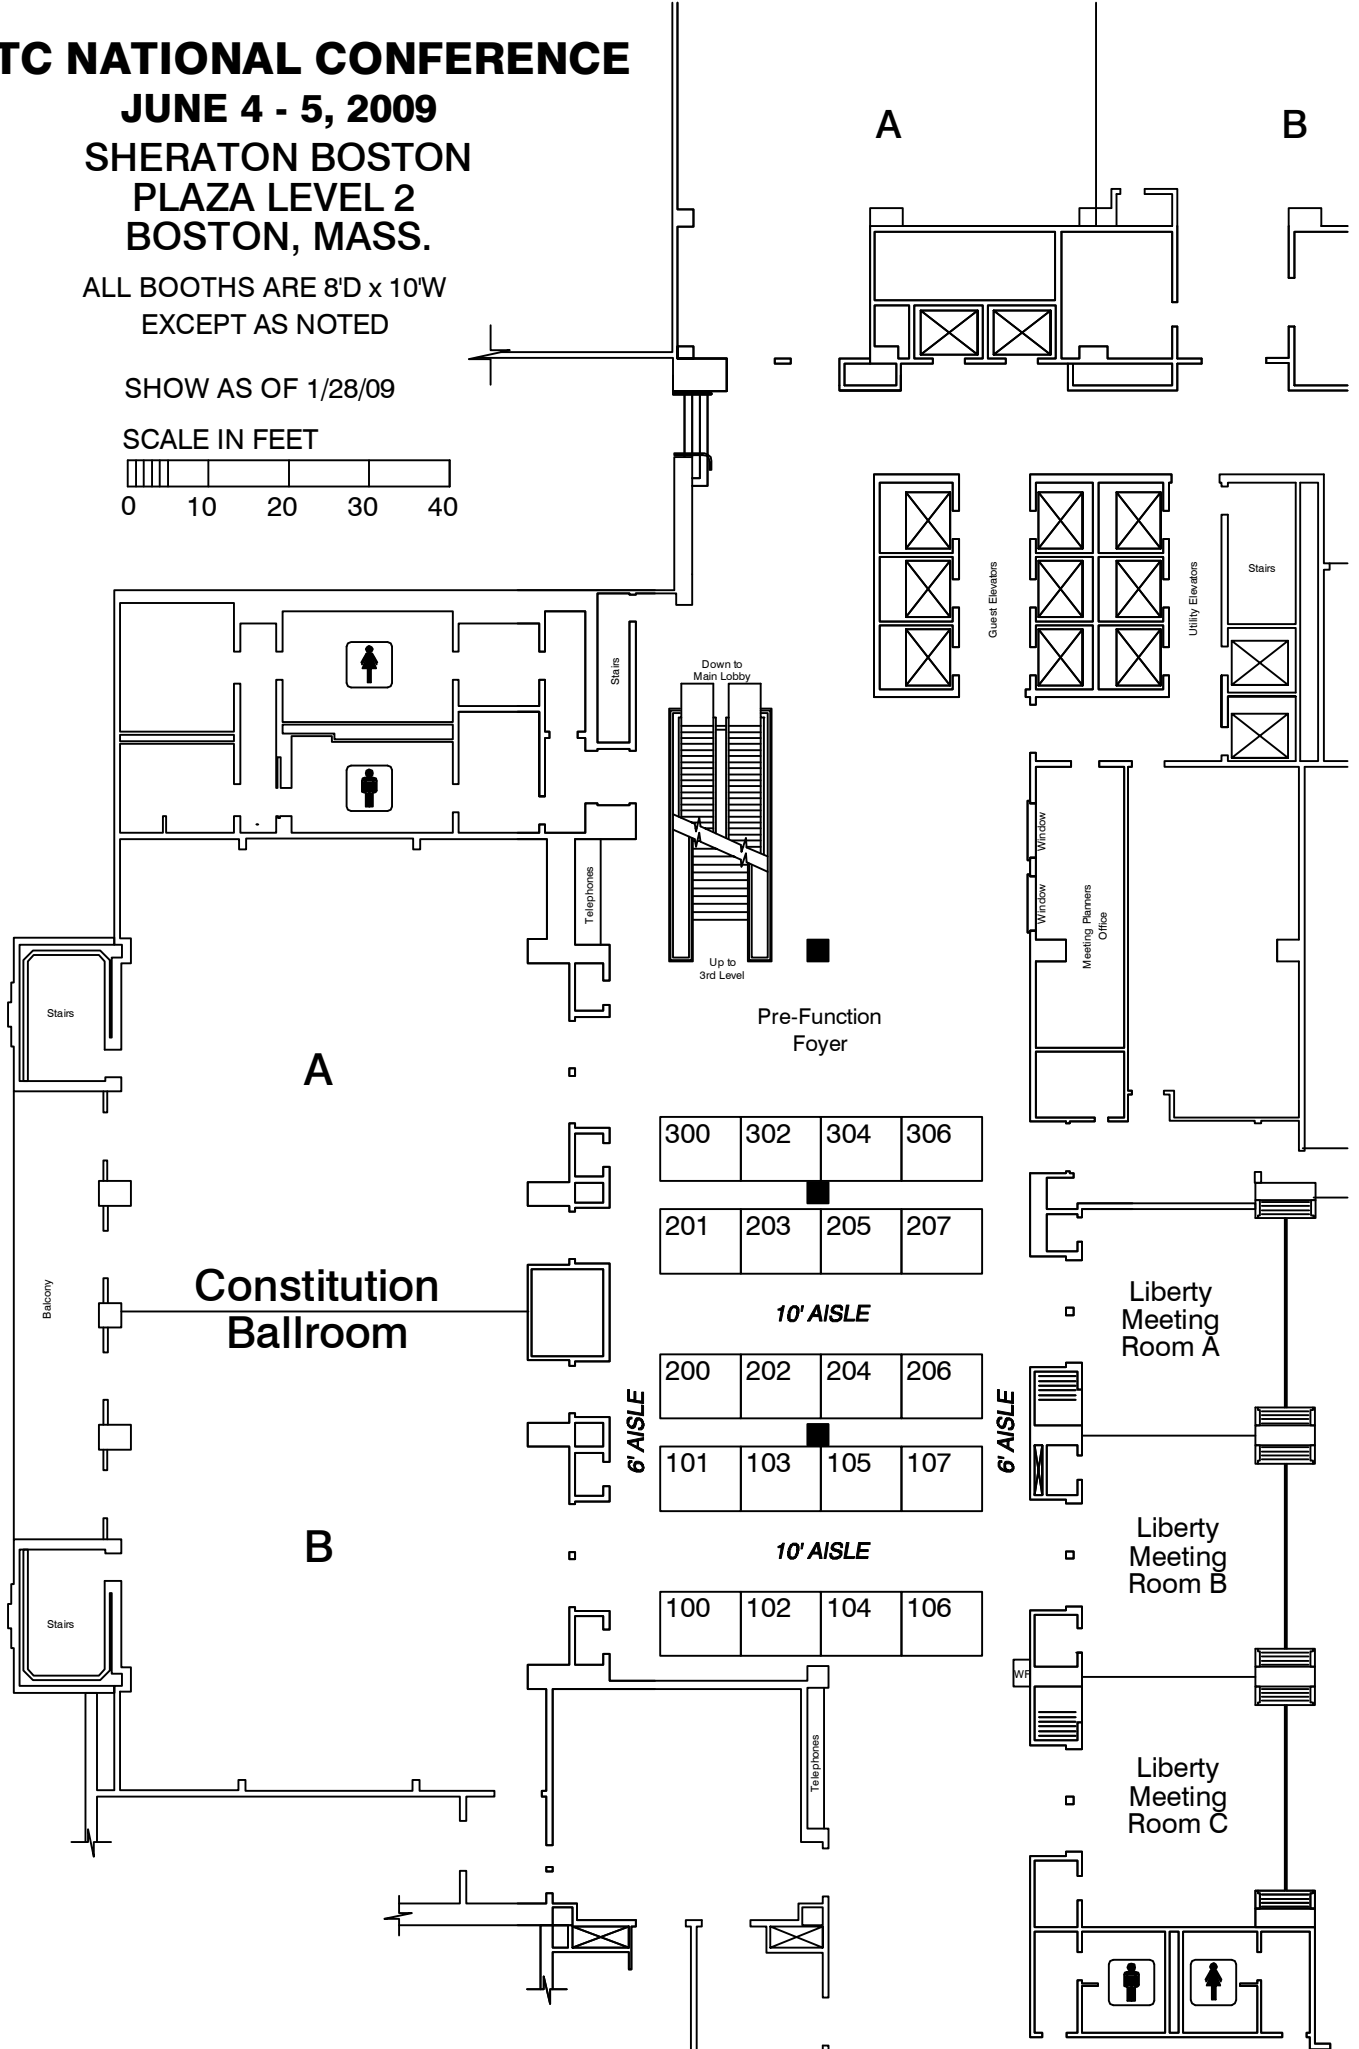 TC NATIONAL CONFERENCE
JUNE 4 - 5, 2009
SHERATON BOSTON
PLAZA LEVEL 2
BOSTON, MASS.
ALL BOOTHS ARE 8'D x 10'W
EXCEPT AS NOTED
SHOW AS OF 1/28/09
SCALE IN FEET
0 10 20 30 40
A
B
Guest Elevators
Utility Elevators
Stairs
Stairs
Down to
Main Lobby
Window
Window
Meeting Planners
Office
Telephones
Up to
3rd Level
Pre-Function
Foyer
Stairs
A
Balcony
Constitution
Ballroom
300 302 304 306
201 203 205 207
10' AISLE
200 202 204 206
6' AISLE
6' AISLE
101 103 105 107
10' AISLE
100 102 104 106
B
Stairs
Liberty
Meeting
Room A
Liberty
Meeting
Room B
WP
Liberty
Meeting
Room C
Telephones